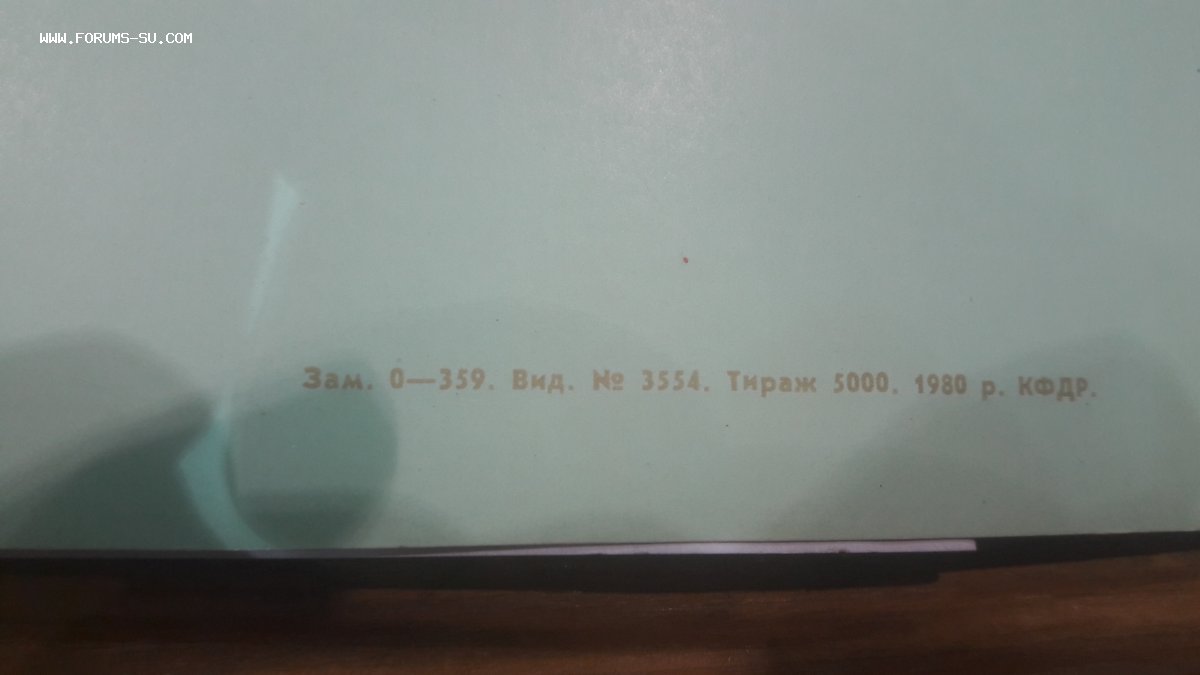 WWW.FORUMS-SU.COM
Зам. 0—359. Вид. № 3554. Тираж 5000. 1980 р. КФДР.